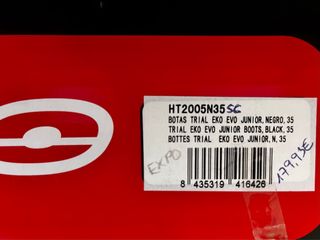 HT2005N35 SC
BOTAS TRIAL EKO EVO JUNIOR, NEGRO, 35
TRIAL EKO EVO JUNIOR BOOTS, BLACK, 35
BOTTES TRIAL EKO EVO JUNIOR, N, 35
EXPO
8 435319 416426
179,95€